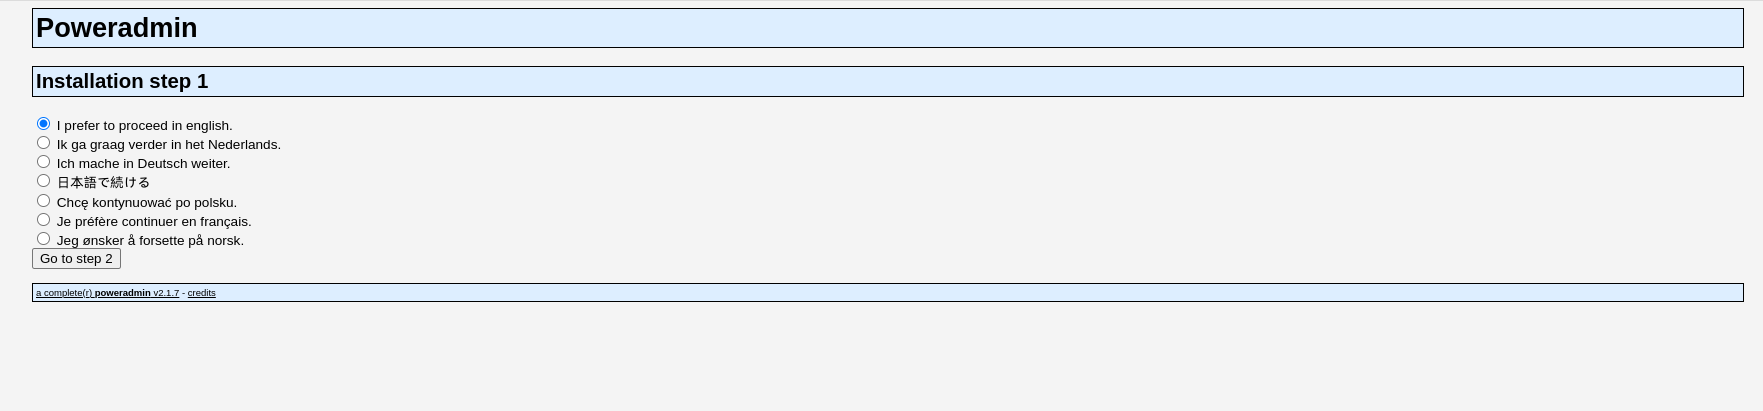 Poweradmin
Installation step 1
I prefer to proceed in english.
Ik ga graag verder in het Nederlands.
Ich mache in Deutsch weiter.
日本語で続ける
Chcę kontynuować po polsku.
Je préfère continuer en français.
Jeg ønsker å forsette på norsk.
Go to step 2
a complete(r) poweradmin v2.1.7 - credits